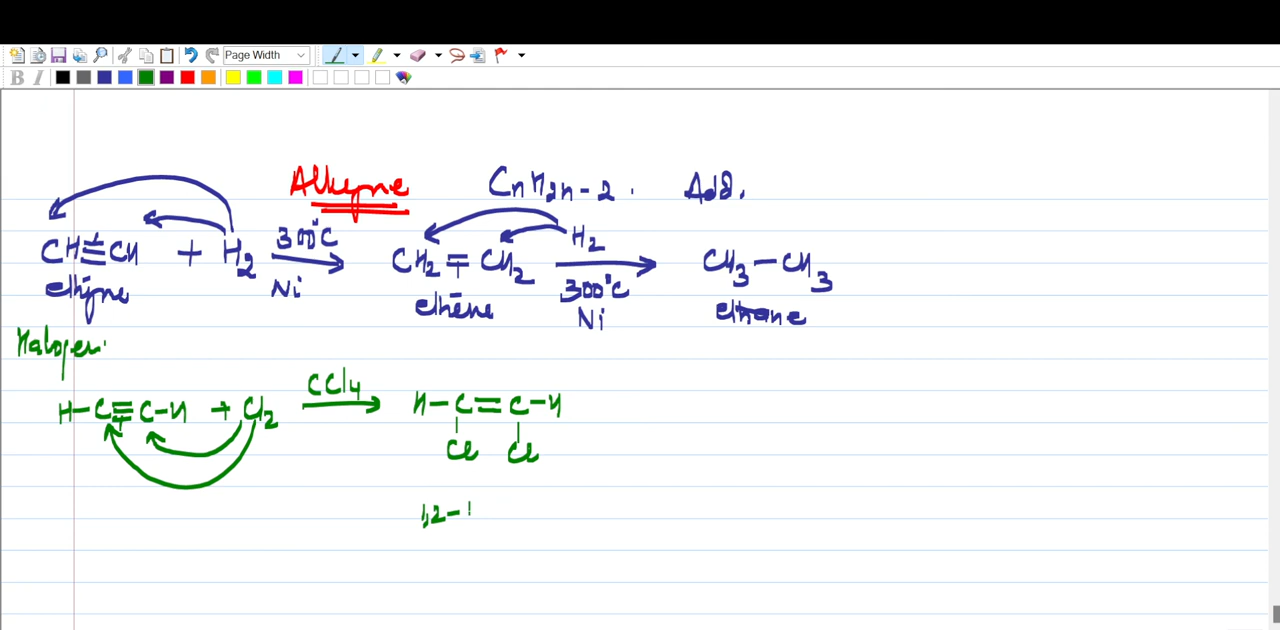 Page Width
B I
Alkyne CnH2n-2. Add.
CH≡CH + H2 300°C Ni → CH2=CH2 H2 300°C Ni → CH3-CH3
ethyne ethene ethane
Halogen.
H-C≡C-H + Cl2 CCl4 → H-C=C-H
Cl Cl
1,2-